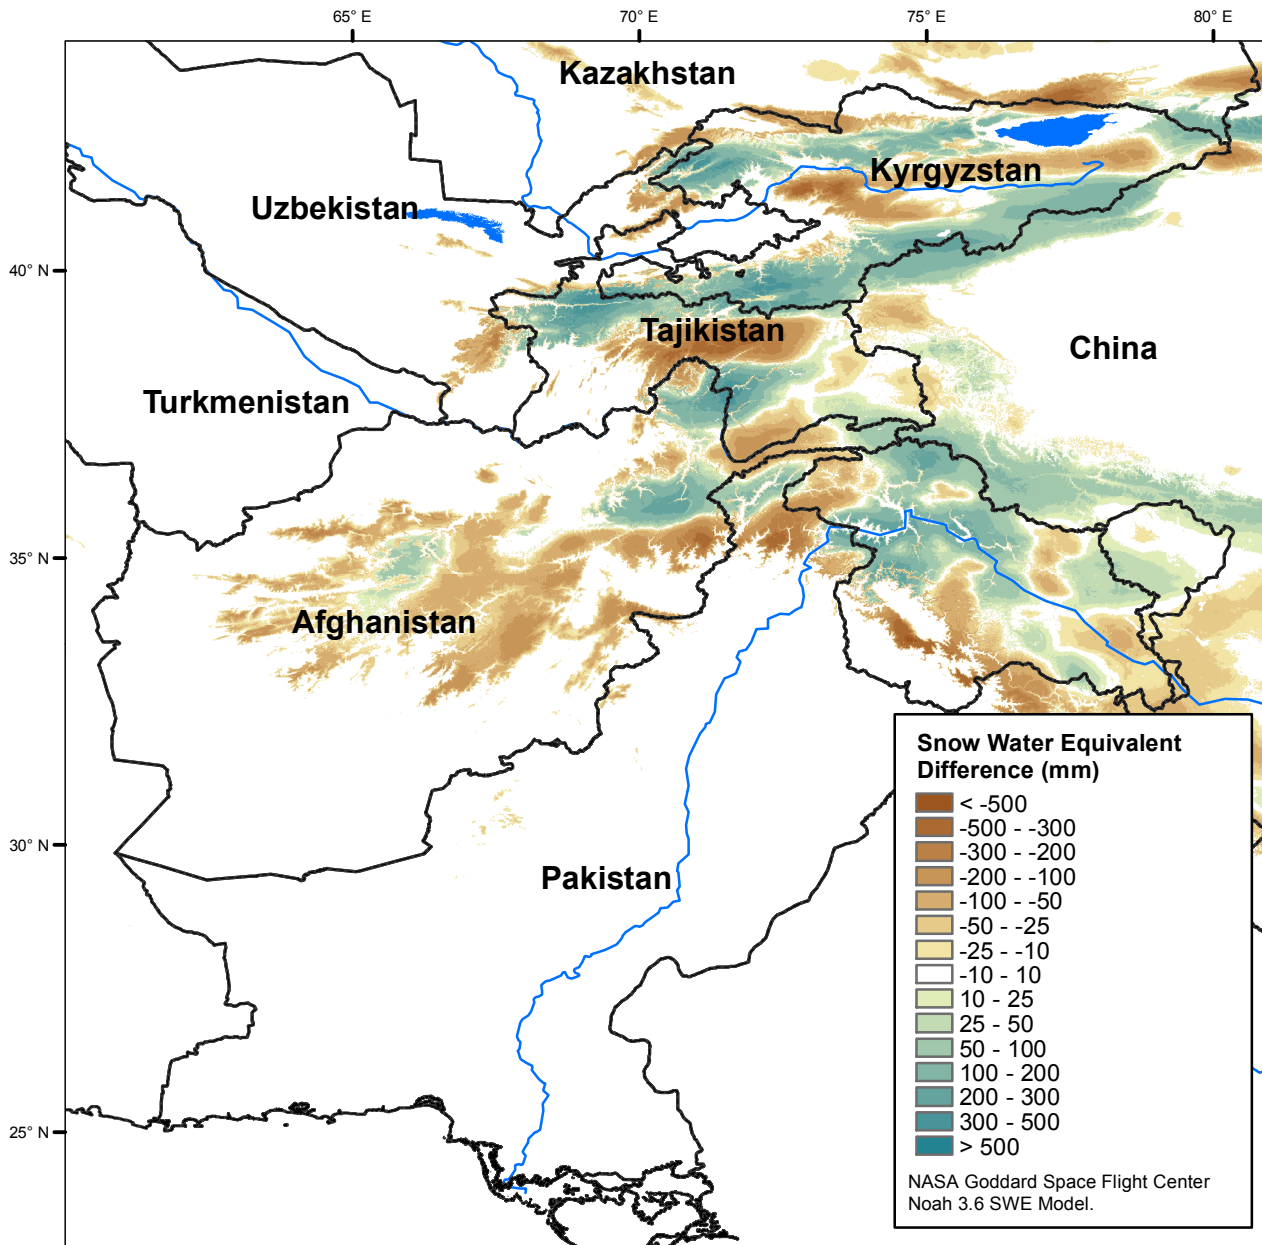 65° E
70° E
75° E
80° E
Kazakhstan
Kyrgyzstan
Uzbekistan
40° N
Tajikistan
China
Turkmenistan
35° N
Afghanistan
Snow Water Equivalent
Difference (mm)
< -500
-500 - -300
-300 - -200
-200 - -100
-100 - -50
-50 - -25
-25 - -10
-10 - 10
10 - 25
25 - 50
50 - 100
100 - 200
200 - 300
300 - 500
> 500
30° N
Pakistan
25° N
NASA Goddard Space Flight Center
Noah 3.6 SWE Model.